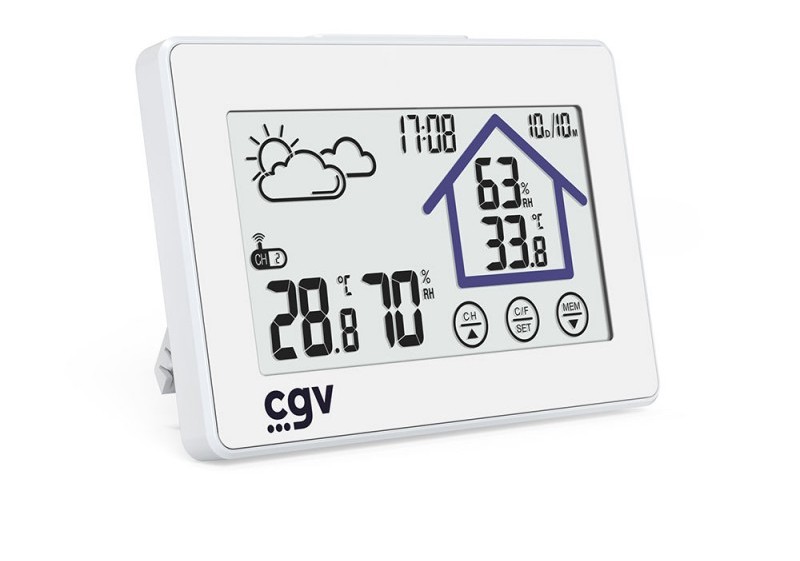 17:08 10D/10M
63% RH
33.8 °C
CH 2
28.8 °C 70% RH
CH C/F SET MEM
cgv